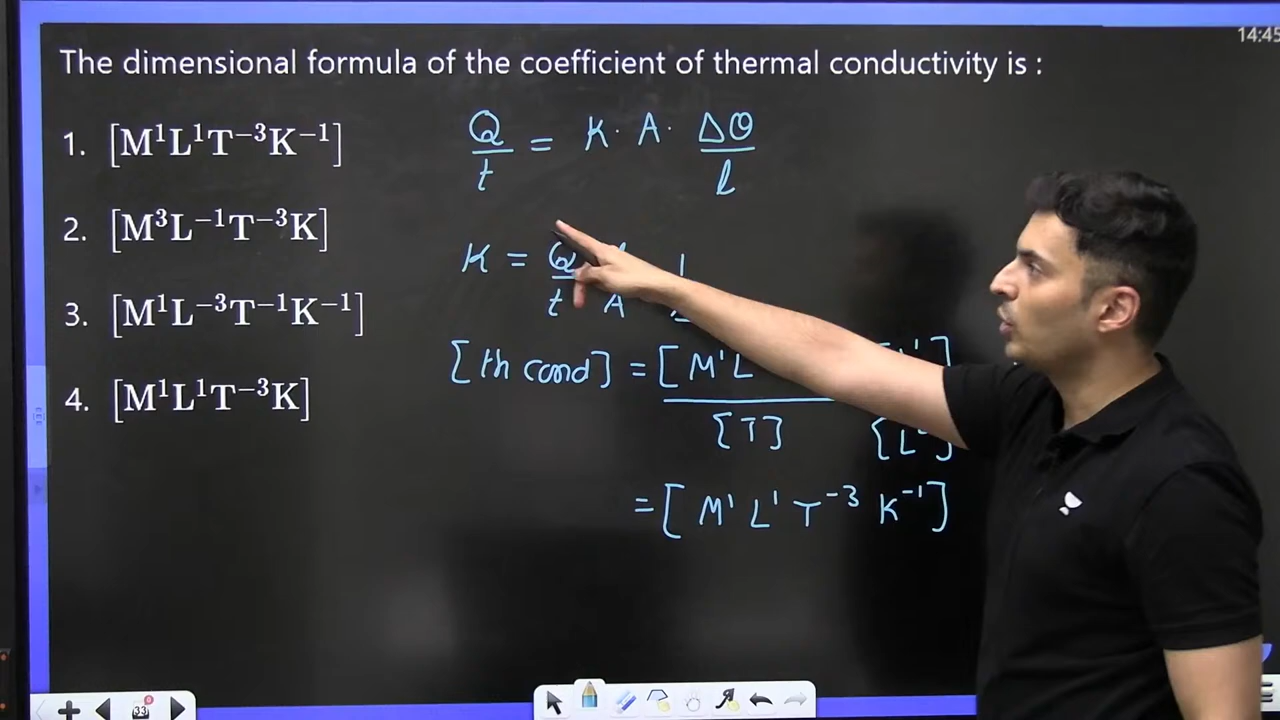 14:45
The dimensional formula of the coefficient of thermal conductivity is :
1. [M¹L¹T⁻³K⁻¹]
2. [M³L⁻¹T⁻³K]
3. [M¹L⁻³T⁻¹K⁻¹]
4. [M¹L¹T⁻³K]
Q/t = K · A · Δθ/l
K = Q/t A
[th cond] = [M¹L
[T] [L
= [M¹ L¹ T⁻³ K⁻¹]
33